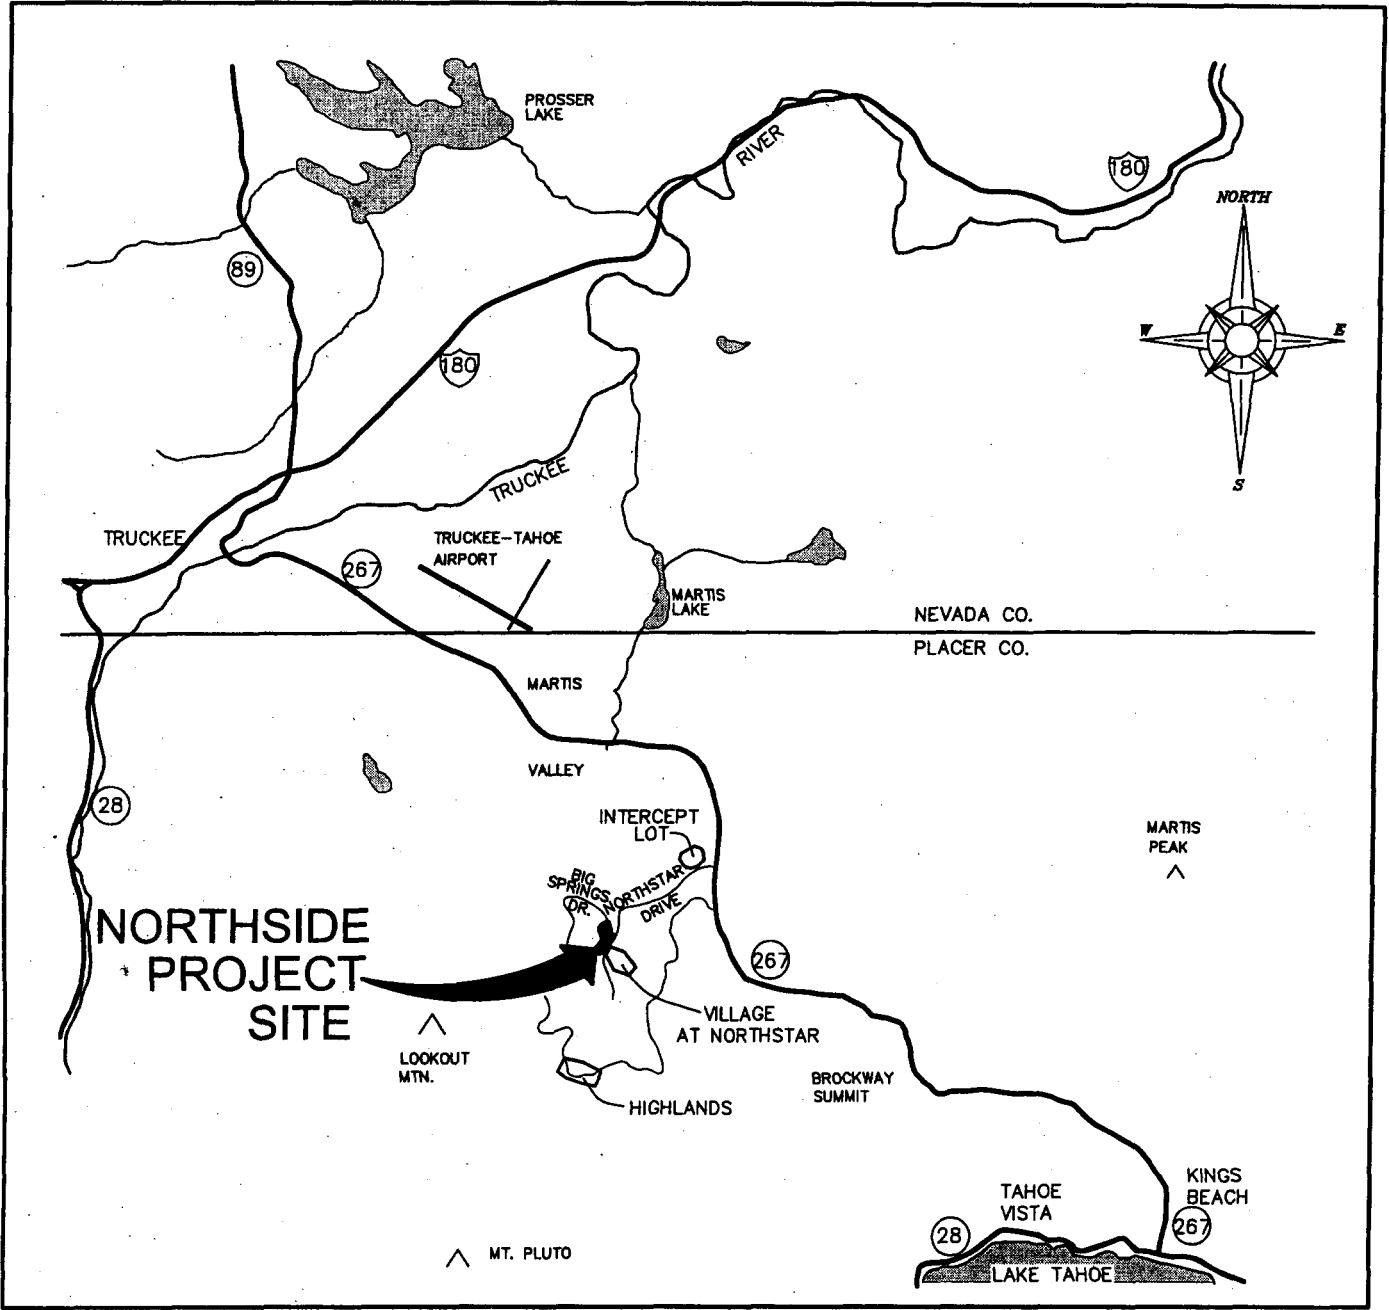 PROSSER
LAKE
RIVER
180
NORTH
89
W
E
180
S
TRUCKEE
TRUCKEE
TRUCKEE-TAHOE
AIRPORT
267
MARTIS
LAKE
NEVADA CO.
PLACER CO.
MARTIS
VALLEY
28
INTERCEPT
LOT
MARTIS
PEAK
BIG
SPRINGS
DR.
NORTHSTAR
DRIVE
NORTHSIDE
PROJECT
SITE
267
VILLAGE
AT NORTHSTAR
LOOKOUT
MTN.
BROCKWAY
SUMMIT
HIGHLANDS
KINGS
BEACH
TAHOE
VISTA
267
28
MT. PLUTO
LAKE TAHOE